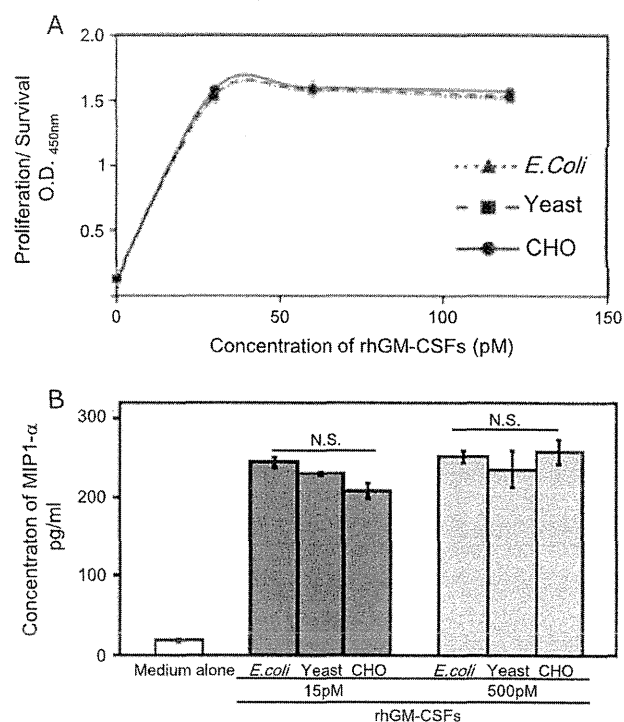 A
2.0
1.5
1
0.5
0
50
100
150
Proliferation/ Survival
O.D. 450nm
E.Coli
Yeast
CHO
Concentration of rhGM-CSFs (pM)
B
300
200
100
0
Concentraton of MIP1-α
pg/ml
N.S.
N.S.
Medium alone
E.coli Yeast CHO
E.coli Yeast CHO
15pM
500pM
rhGM-CSFs